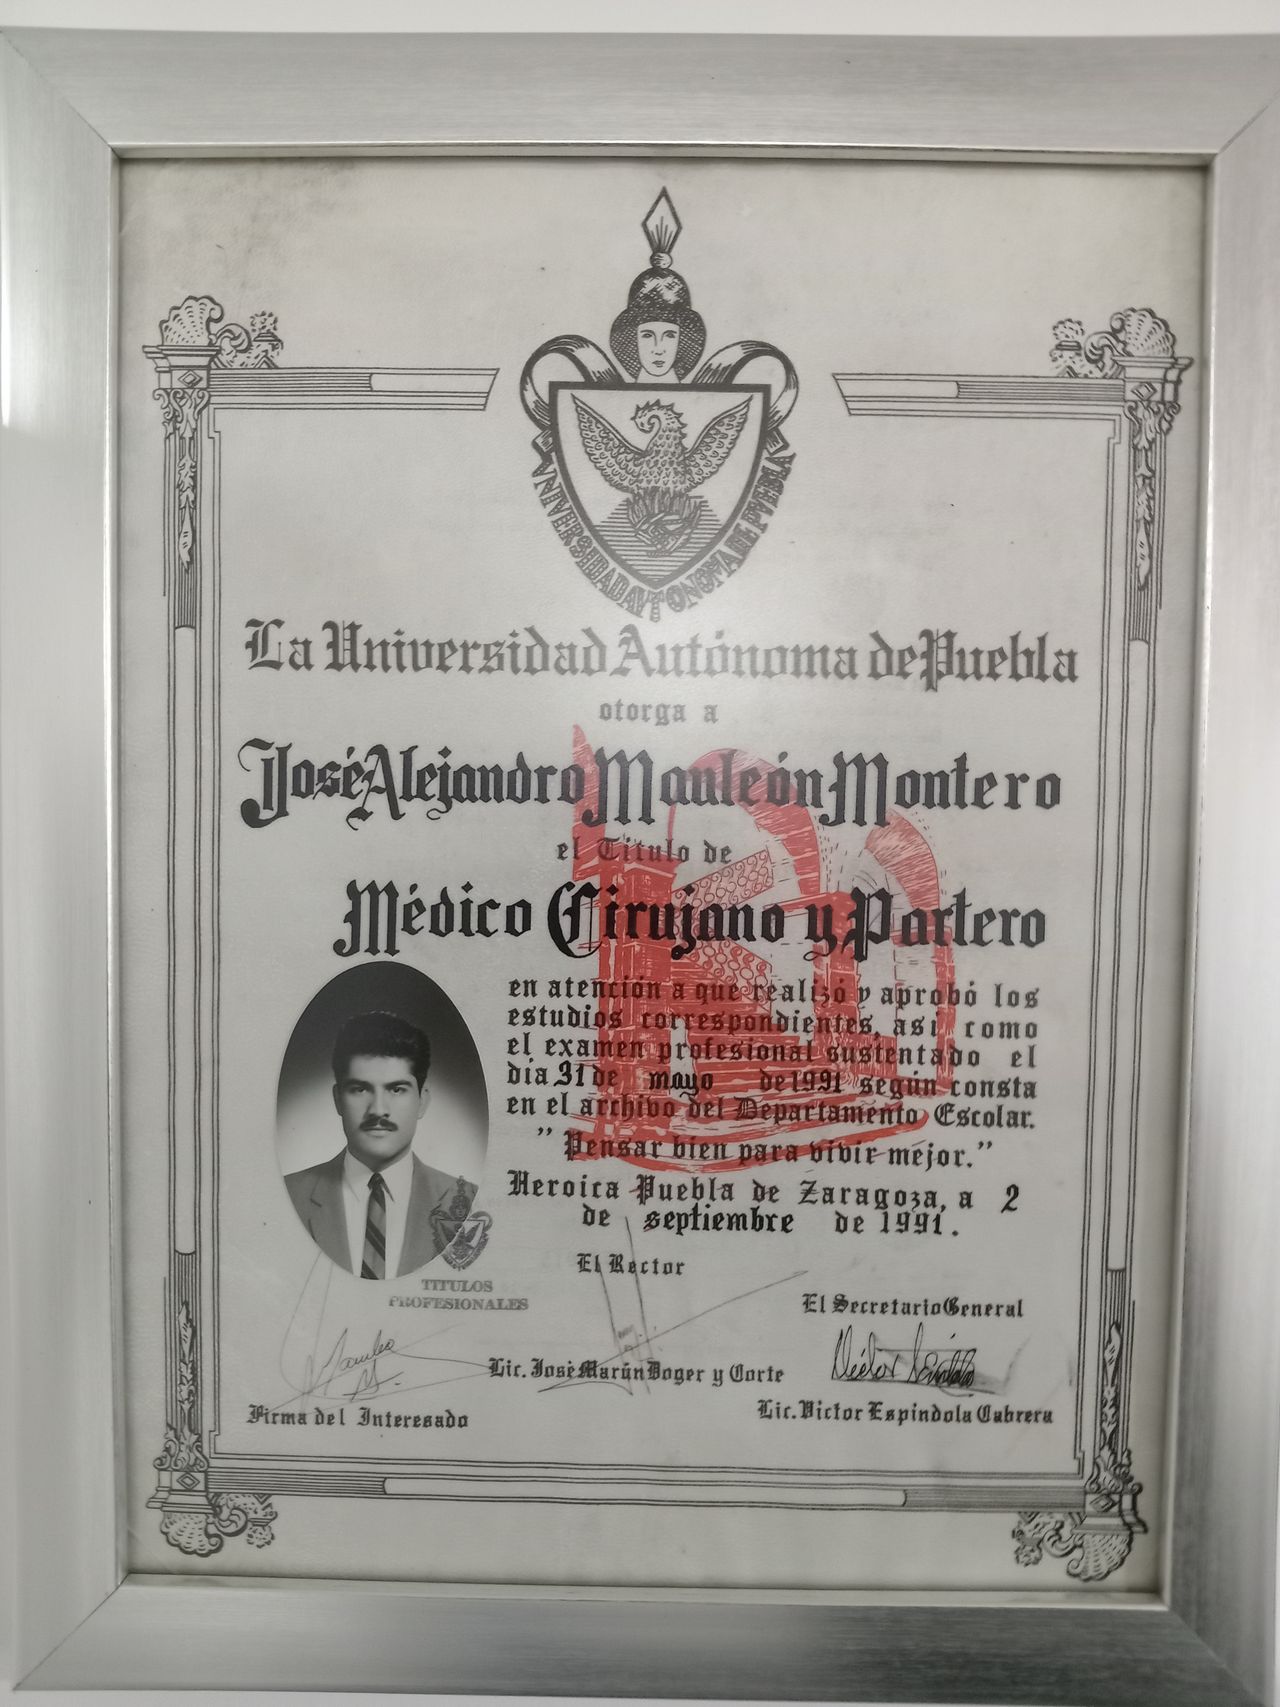 VNIVERSIDAD AVTONOMA DE PVEBLA
La Universidad Autónoma de Puebla
otorga a
José Alejandro Mauleón Montero
el Título de
Médico Cirujano y Partero
en atención a que realizó y aprobó los
estudios correspondientes, así como
el examen profesional sustentado el
día 31 de mayo de 1991 según consta
en el archivo del Departamento Escolar.
"Pensar bien para vivir mejor."
Heroica Puebla de Zaragoza, a 2
de septiembre de 1991.
TITULOS
PROFESIONALES
El Rector
El Secretario General
Lic. José Marún Doger y Corte
Firma del Interesado
Lic. Victor Espindola Cabrera